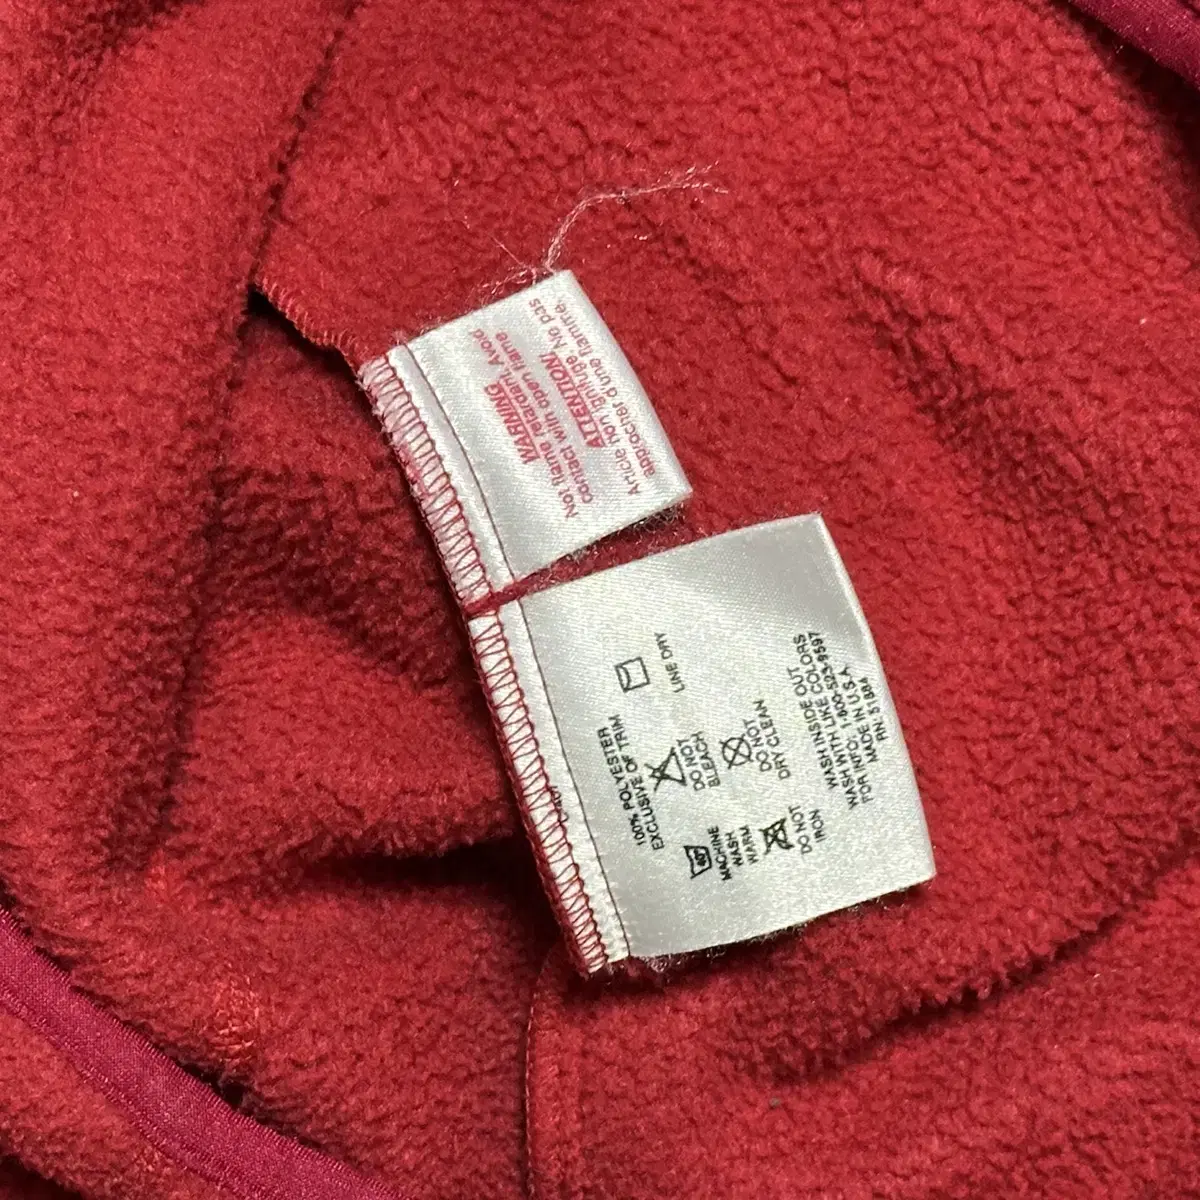 WARNING
Not flame retardant. Avoid
contact with open flame
ATTENTION!
Article non ignifuge. Ne pas
approcher d'une flamme.
100% POLYESTER
EXCLUSIVE OF TRIM
MACHINE
WASH
WARM
DO NOT
BLEACH
LINE DRY
DO NOT
IRON
DO NOT
DRY CLEAN
WASH INSIDE OUT
WASH WITH LIKE COLORS
FOR INFO. 1-800-523-9597
MADE IN U.S.A
RN: 51884